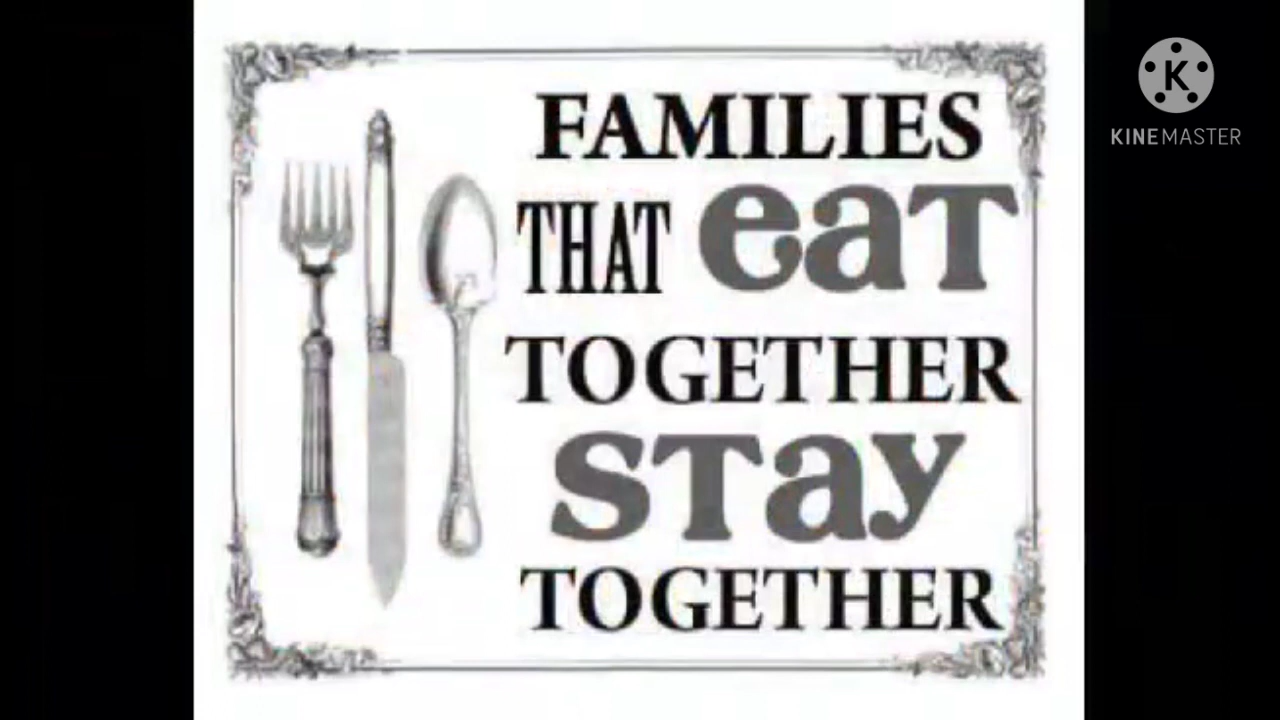 FAMILIES
THAT eaT
TOGETHER
STay
TOGETHER
K
KINEMASTER